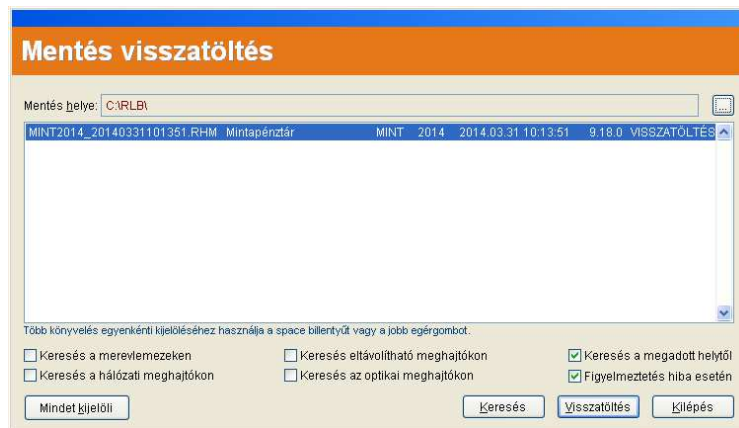 Mentés visszatöltés
Mentés helye: C:\RLB\ ...
MINT2014_20140331101351.RHM Mintapénztár MINT 2014 2014.03.31 10:13:51 9.18.0 VISSZATÖLTÉS
Több könyvelés egyenkénti kijelöléséhez használja a space billentyűt vagy a jobb egérgombot.
Keresés a merevlemezeken Keresés eltávolítható meghajtókon Keresés a megadott helytől
Keresés a hálózati meghajtókon Keresés az optikai meghajtókon Figyelmeztetés hiba esetén
Mindet kijelöli Keresés Visszatöltés Kilépés